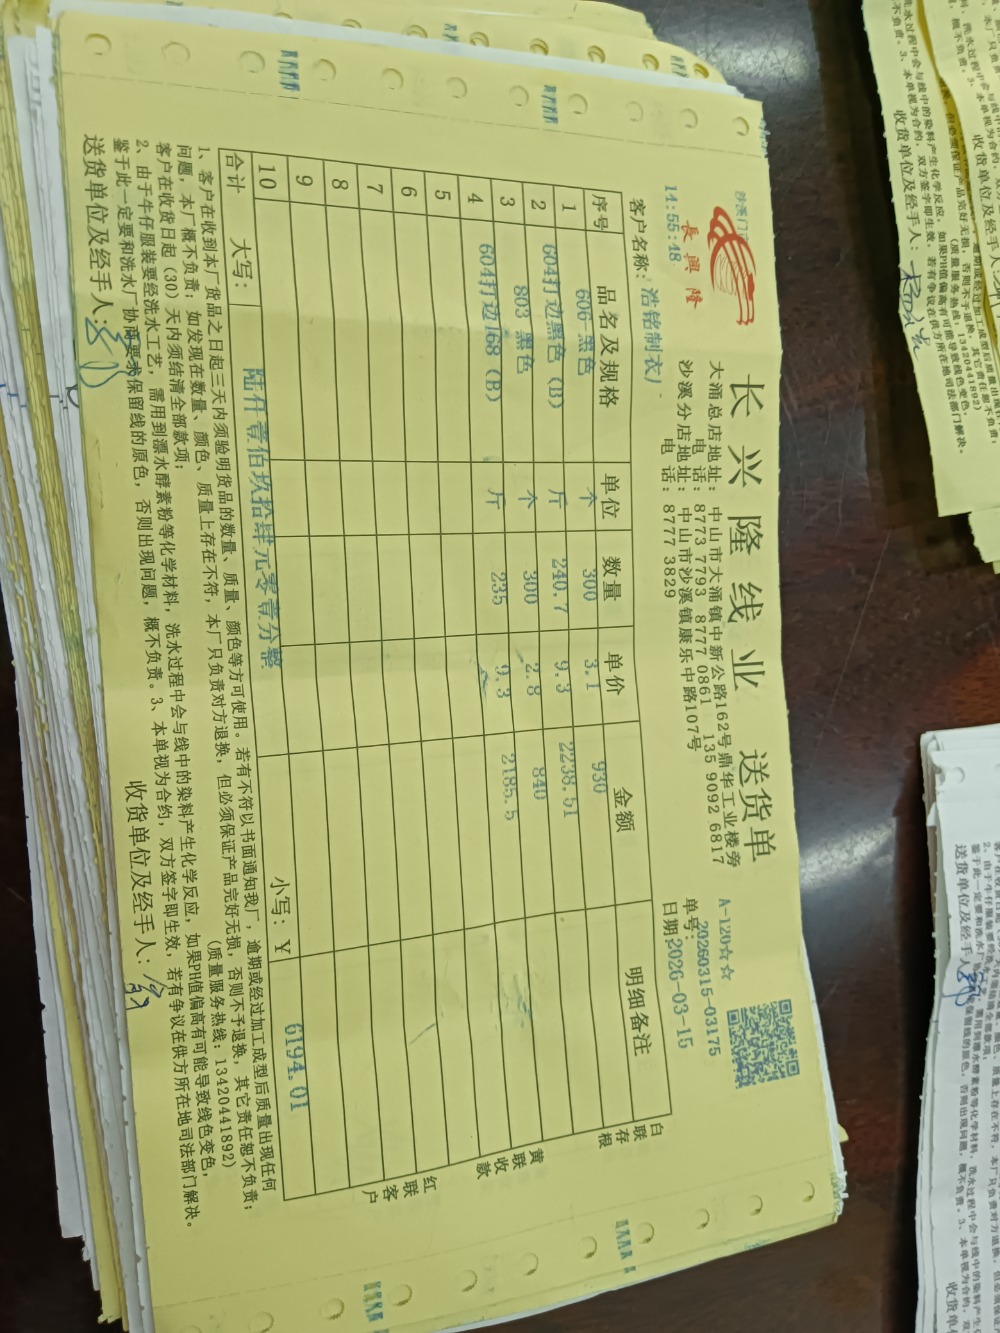 沙溪门市
長興隆
14:55:48
长兴隆线业 送货单
大涌总店地址：中山市大涌镇中新公路162号鼎华工业楼旁
电话：8773 7793 8777 0861 135 9092 6817
沙溪分店地址：中山市沙溪镇康乐中路107号
电话：8777 3829
A-120☆☆
单号：20260315-03175
日期：2026-03-15
客户名称：浩铭制衣厂
序号 品名及规格 单位 数量 单价 金额 明细备注
1 606 黑色 个 300 3.1 930
2 604打边黑色（B） 斤 240.7 9.3 2238.51
3 803 黑色 个 300 2.8 840
4 604打边168（B） 斤 235 9.3 2185.5
5
6
7
8
9
10
合计 大写： 陆仟壹佰玖拾肆元零壹分整 小写：Y 6194.01
白联存根
黄联收款
红联客户
1、客户在收到本厂货品之日起三天内须验明货品的数量、质量、颜色等方可使用。若有不符以书面通知我厂，逾期或经过加工成型后质量出现任何
问题，本厂概不负责；如发现在数量、颜色、质量上存在不符，本厂只负责对方退换，但必须保证产品完好无损，否则不予退换，其它责任恕不负责；
客户在收货日起（30）天内须结清全部款项； （质量服务热线：13420441892）
2、由于牛仔服装要经洗水工艺，需用到漂水酵素粉等化学材料，洗水过程中会与线中的染料产生化学反应，如果PH值偏高有可能导致线色变色，
鉴于此一定要和洗水厂协商要求保留线的原色，否则出现问题，概不负责。3、本单视为合约，双方签字即生效，若有争议在供方所在地司法部门解决。
送货单位及经手人： 收货单位及经手人：
收货单位及经手人：
送货单位及经手人